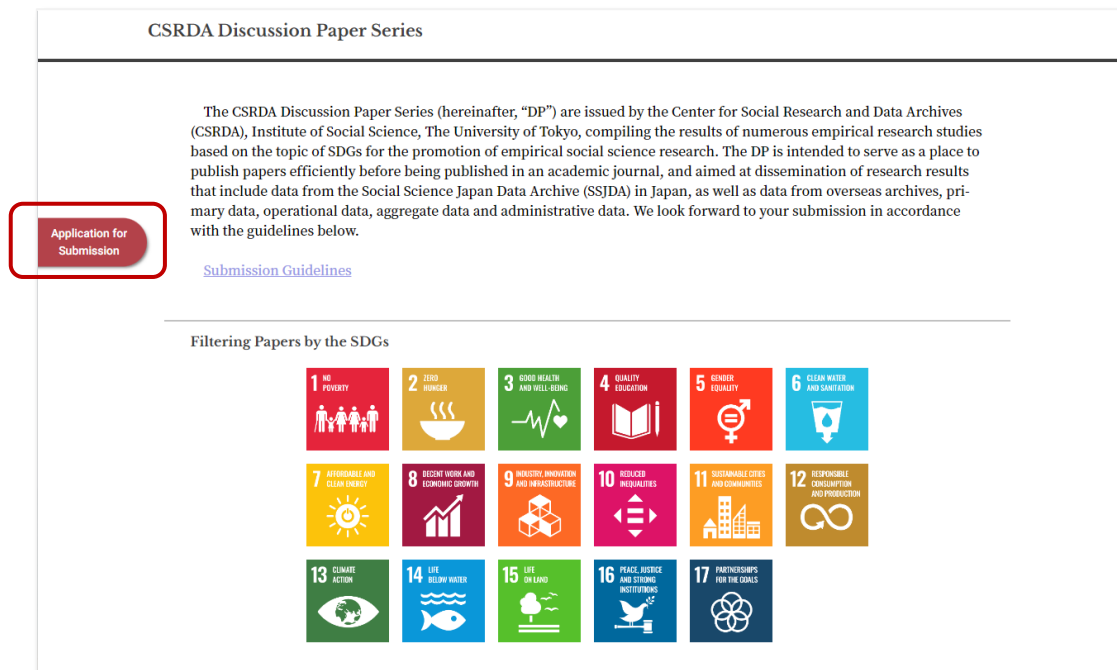 CSRDA Discussion Paper Series
The CSRDA Discussion Paper Series (hereinafter, “DP”) are issued by the Center for Social Research and Data Archives
(CSRDA), Institute of Social Science, The University of Tokyo, compiling the results of numerous empirical research studies
based on the topic of SDGs for the promotion of empirical social science research. The DP is intended to serve as a place to
publish papers efficiently before being published in an academic journal, and aimed at dissemination of research results
that include data from the Social Science Japan Data Archive (SSJDA) in Japan, as well as data from overseas archives, pri-
mary data, operational data, aggregate data and administrative data. We look forward to your submission in accordance
with the guidelines below.
Application for
Submission
Submission Guidelines
Filtering Papers by the SDGs
1 NO
POVERTY
2 ZERO
HUNGER
3 GOOD HEALTH
AND WELL-BEING
4 QUALITY
EDUCATION
5 GENDER
EQUALITY
6 CLEAN WATER
AND SANITATION
7 AFFORDABLE AND
CLEAN ENERGY
8 DECENT WORK AND
ECONOMIC GROWTH
9 INDUSTRY, INNOVATION
AND INFRASTRUCTURE
10 REDUCED
INEQUALITIES
11 SUSTAINABLE CITIES
AND COMMUNITIES
12 RESPONSIBLE
CONSUMPTION
AND PRODUCTION
13 CLIMATE
ACTION
14 LIFE
BELOW WATER
15 LIFE
ON LAND
16 PEACE, JUSTICE
AND STRONG
INSTITUTIONS
17 PARTNERSHIPS
FOR THE GOALS